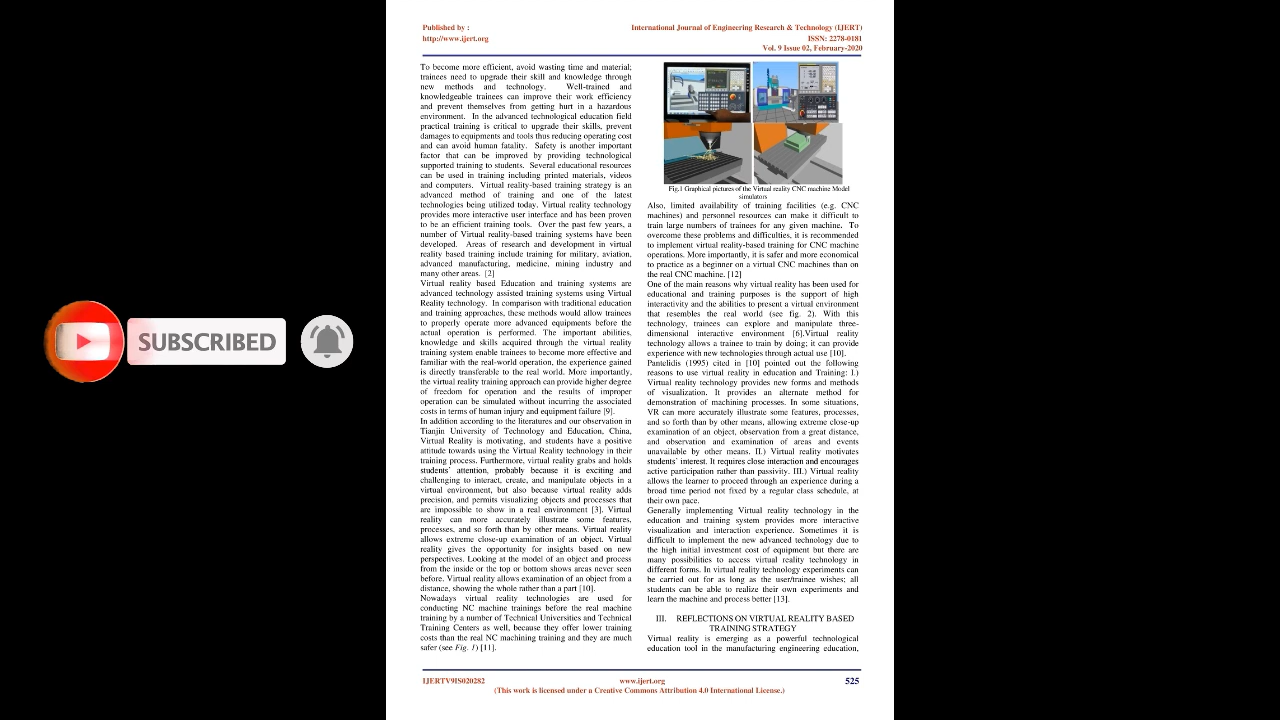 Published by :
http://www.ijert.org
International Journal of Engineering Research & Technology (IJERT)
ISSN: 2278-0181
Vol. 9 Issue 02, February-2020
To become more efficient, avoid wasting time and material;
trainees need to upgrade their skill and knowledge through
new methods and technology. Well-trained and
knowledgeable trainees can improve their work efficiency
and prevent themselves from getting hurt in a hazardous
environment. In the advanced technological education field
practical training is critical to upgrade their skills, prevent
damages to equipments and tools thus reducing operating cost
and can avoid human fatality. Safety is another important
factor that can be improved by providing technological
supported training to students. Several educational resources
can be used in training including printed materials, videos
and computers. Virtual reality-based training strategy is an
advanced method of training and one of the latest
technologies being utilized today. Virtual reality technology
provides more interactive user interface and has been proven
to be an efficient training tools. Over the past few years, a
number of Virtual reality-based training systems have been
developed. Areas of research and development in virtual
reality based training include training for military, aviation,
advanced manufacturing, medicine, mining industry and
many other areas. [2]
Virtual reality based Education and training systems are
advanced technology assisted training systems using Virtual
Reality technology. In comparison with traditional education
and training approaches, these methods would allow trainees
to properly operate more advanced equipments before the
actual operation is performed. The important abilities,
knowledge and skills acquired through the virtual reality
training system enable trainees to become more effective and
familiar with the real-world operation, the experience gained
is directly transferable to the real world. More importantly,
the virtual reality training approach can provide higher degree
of freedom for operation and the results of improper
operation can be simulated without incurring the associated
costs in terms of human injury and equipment failure [9].
In addition according to the literatures and our observation in
Tianjin University of Technology and Education, China,
Virtual Reality is motivating, and students have a positive
attitude towards using the Virtual Reality technology in their
training process. Furthermore, virtual reality grabs and holds
students' attention, probably because it is exciting and
challenging to interact, create, and manipulate objects in a
virtual environment, but also because virtual reality adds
precision, and permits visualizing objects and processes that
are impossible to show in a real environment [3]. Virtual
reality can more accurately illustrate some features,
processes, and so forth than by other means. Virtual reality
allows extreme close-up examination of an object. Virtual
reality gives the opportunity for insights based on new
perspectives. Looking at the model of an object and process
from the inside or the top or bottom shows areas never seen
before. Virtual reality allows examination of an object from a
distance, showing the whole rather than a part [10].
Nowadays virtual reality technologies are used for
conducting NC machine trainings before the real machine
training by a number of Technical Universities and Technical
Training Centers as well, because they offer lower training
costs than the real NC machining training and they are much
safer (see Fig. 1) [11].
Fig.1 Graphical pictures of the Virtual reality CNC machine Model
simulators
Also, limited availability of training facilities (e.g. CNC
machines) and personnel resources can make it difficult to
train large numbers of trainees for any given machine. To
overcome these problems and difficulties, it is recommended
to implement virtual reality-based training for CNC machine
operations. More importantly, it is safer and more economical
to practice as a beginner on a virtual CNC machines than on
the real CNC machine. [12]
One of the main reasons why virtual reality has been used for
educational and training purposes is the support of high
interactivity and the abilities to present a virtual environment
that resembles the real world (see fig. 2). With this
technology, trainees can explore and manipulate three-
dimensional interactive environment [6].Virtual reality
technology allows a trainee to train by doing; it can provide
experience with new technologies through actual use [10].
Pantelidis (1995) cited in [10] pointed out the following
reasons to use virtual reality in education and Training: I.)
Virtual reality technology provides new forms and methods
of visualization. It provides an alternate method for
demonstration of machining processes. In some situations,
VR can more accurately illustrate some features, processes,
and so forth than by other means, allowing extreme close-up
examination of an object, observation from a great distance,
and observation and examination of areas and events
unavailable by other means. II.) Virtual reality motivates
students' interest. It requires close interaction and encourages
active participation rather than passivity. III.) Virtual reality
allows the learner to proceed through an experience during a
broad time period not fixed by a regular class schedule, at
their own pace.
Generally implementing Virtual reality technology in the
education and training system provides more interactive
visualization and interaction experience. Sometimes it is
difficult to implement the new advanced technology due to
the high initial investment cost of equipment but there are
many possibilities to access virtual reality technology in
different forms. In virtual reality technology experiments can
be carried out for as long as the user/trainee wishes; all
students can be able to realize their own experiments and
learn the machine and process better [13].
III. REFLECTIONS ON VIRTUAL REALITY BASED
TRAINING STRATEGY
Virtual reality is emerging as a powerful technological
education tool in the manufacturing engineering education,
SUBSCRIBED
IJERTV9IS020282
www.ijert.org
525
(This work is licensed under a Creative Commons Attribution 4.0 International License.)